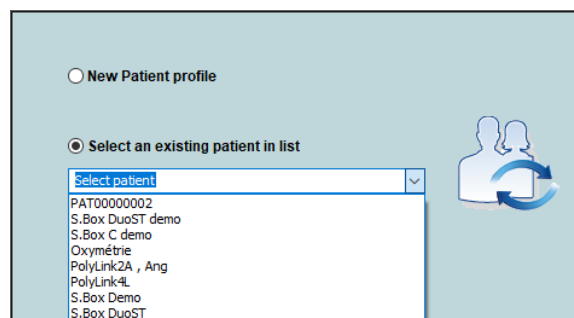 New Patient profile
Select an existing patient in list
Select patient
PAT00000002
S.Box DuoST demo
S.Box C demo
Oxymétrie
PolyLink2A , Ang
PolyLink4L
S.Box Demo
S.Box DuoST